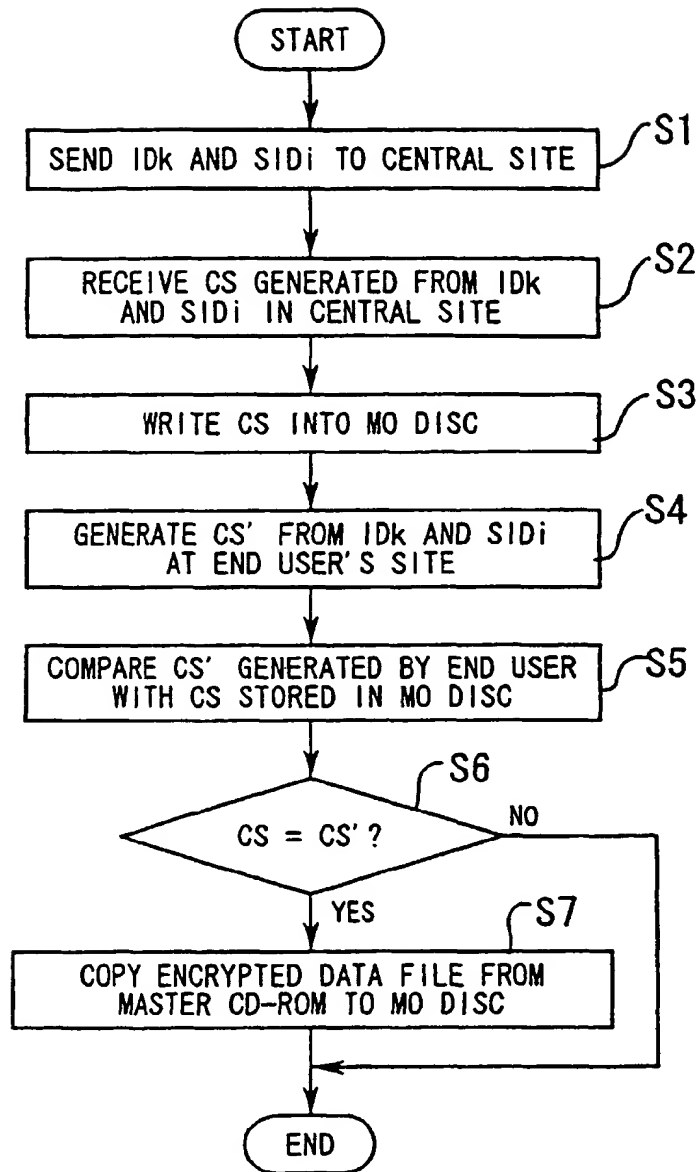 START
S1
SEND IDk AND SIDi TO CENTRAL SITE
S2
RECEIVE CS GENERATED FROM IDk
AND SIDi IN CENTRAL SITE
S3
WRITE CS INTO MO DISC
S4
GENERATE CS' FROM IDk AND SIDi
AT END USER'S SITE
S5
COMPARE CS' GENERATED BY END USER
WITH CS STORED IN MO DISC
S6
CS = CS'?
NO
YES
S7
COPY ENCRYPTED DATA FILE FROM
MASTER CD-ROM TO MO DISC
END